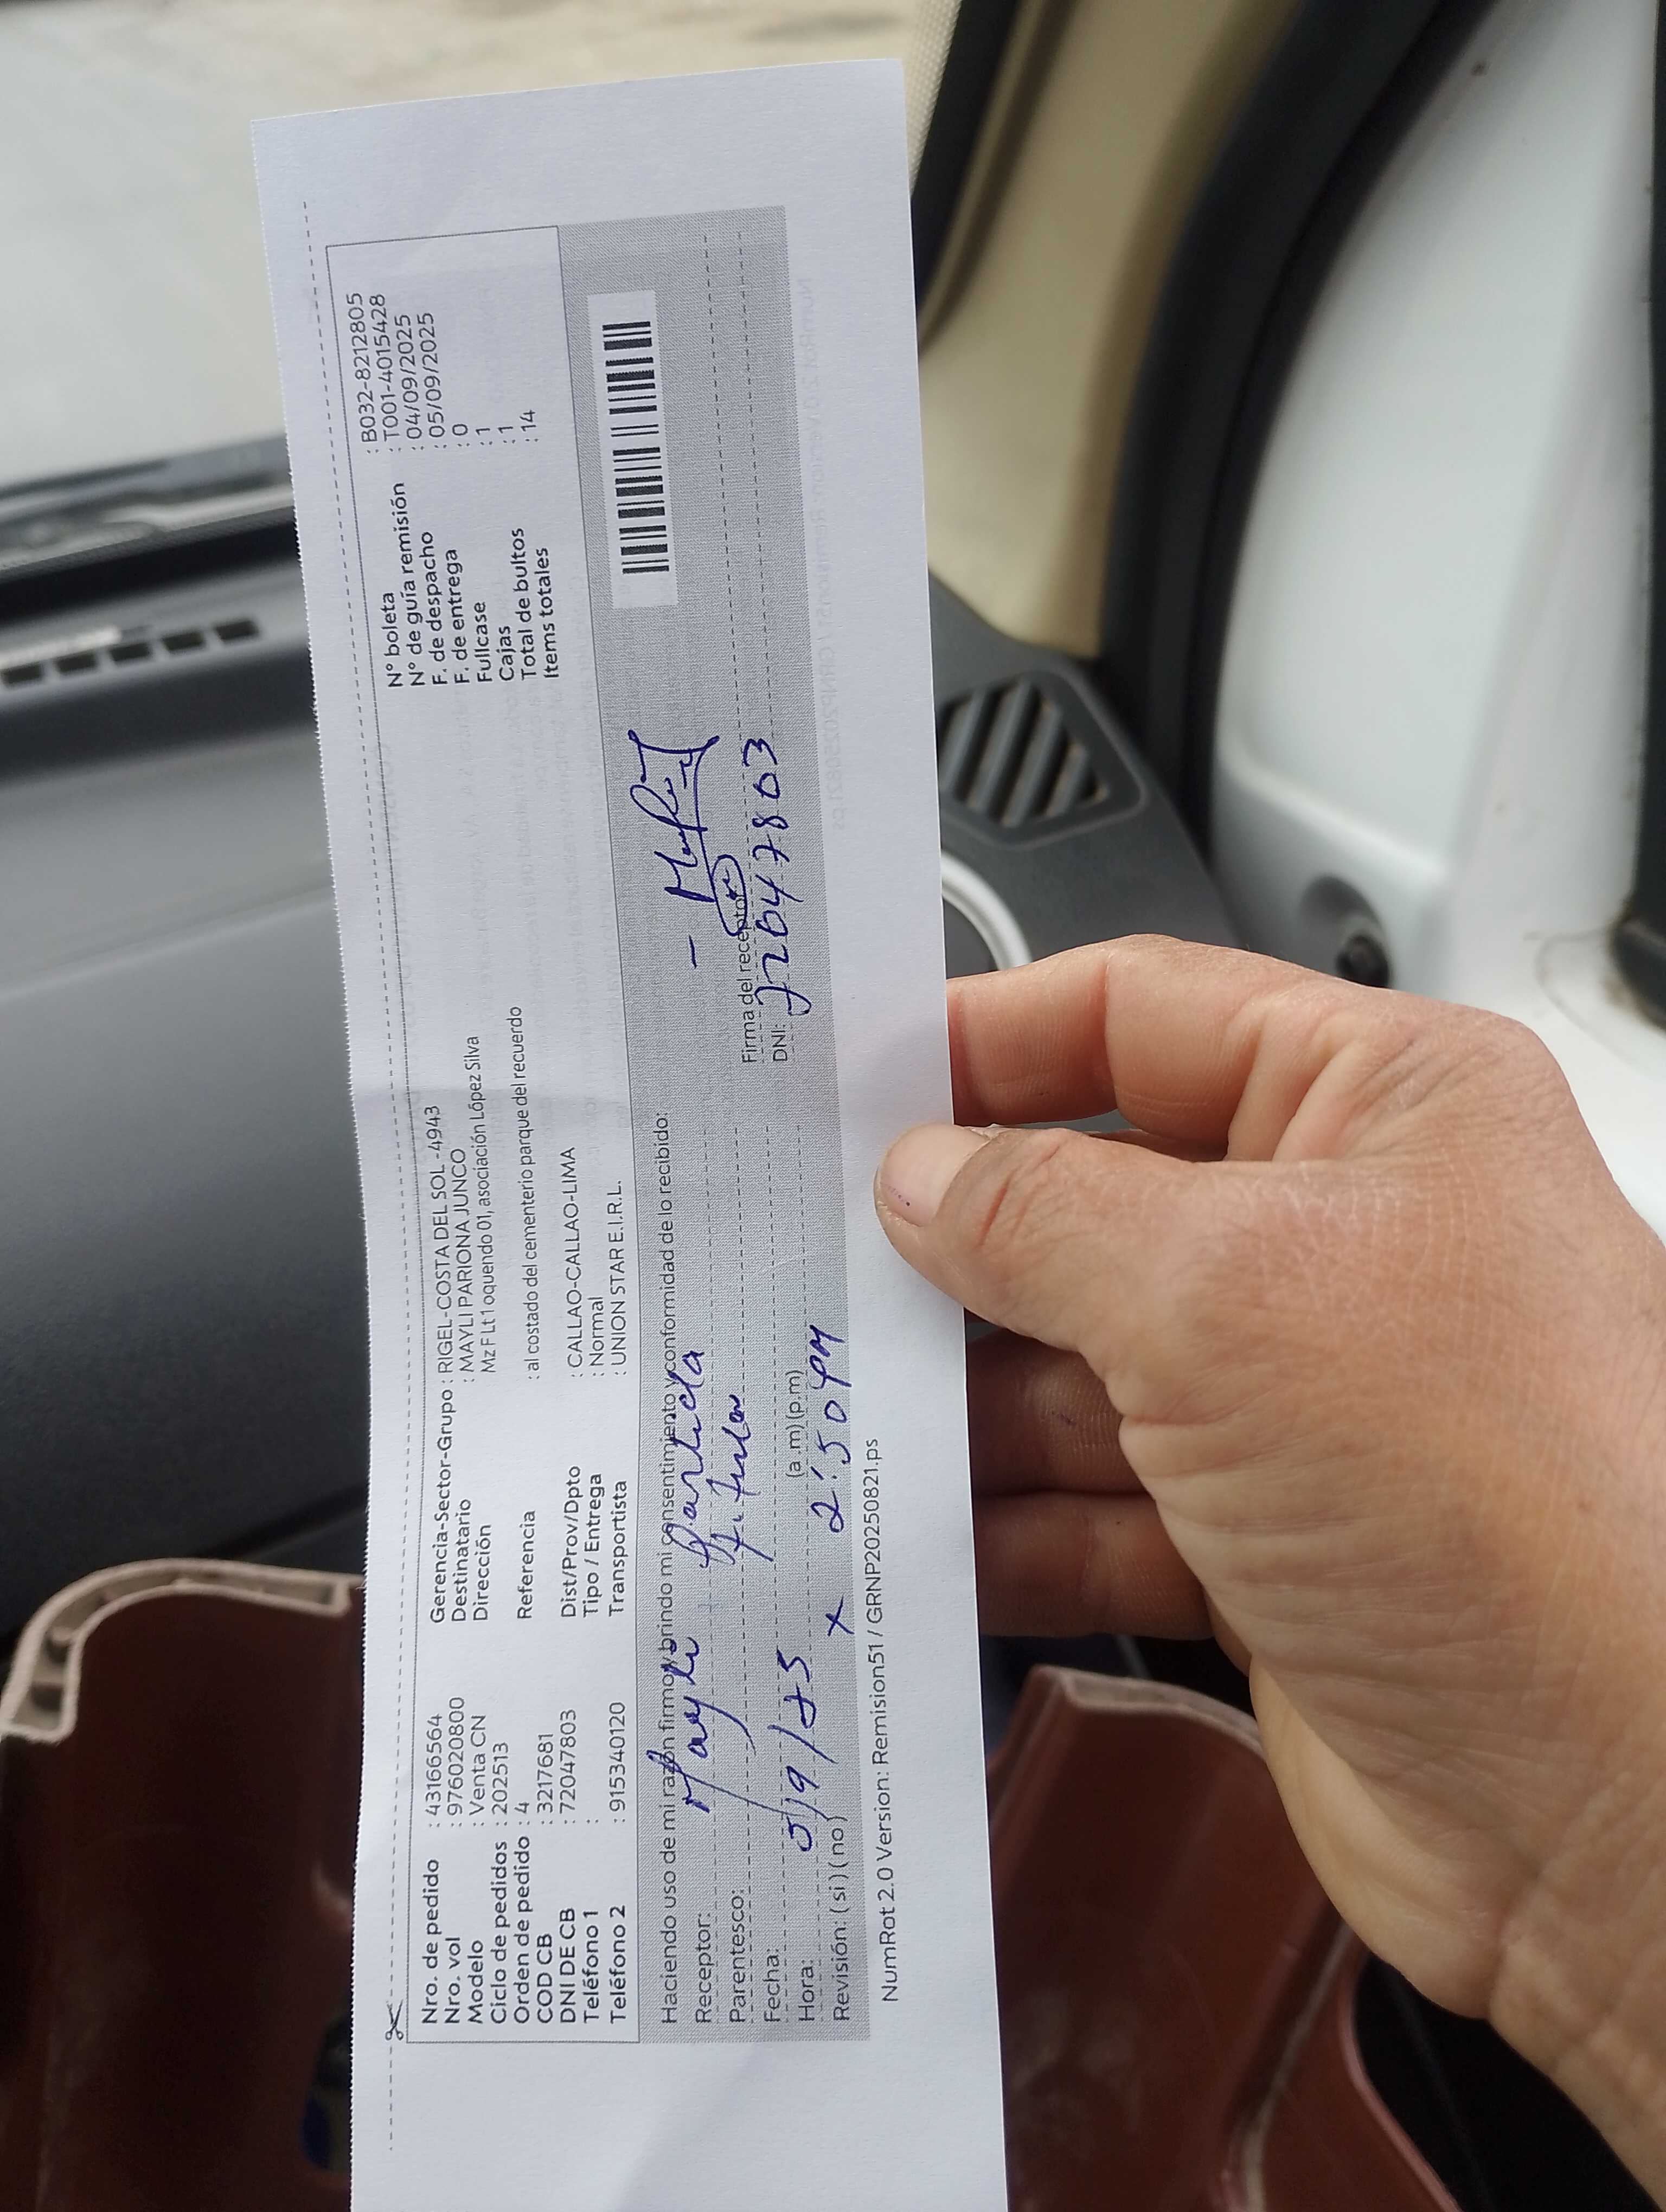 Nro. de pedido : 43166564
Nro. vol : 976020800
Modelo : Venta CN
Ciclo de pedidos : 202513
Orden de pedido : 4
COD CB : 3217681
DNI DE CB : 72047803
Teléfono 1 :
Teléfono 2 : 915340120
Gerencia-Sector-Grupo : RIGEL-COSTA DEL SOL-4943
Destinatario : MAYLI PARIONA JUNCO
Dirección Mz F Lt 1 oquendo 01, asociación López Silva
Referencia : al costado del cementerio parque del recuerdo
Dist/Prov/Dpto : CALLAO-CALLAO-LIMA
Tipo / Entrega : Normal
Transportista : UNION STAR E.I.R.L.
N° boleta : B032-8212805
N° de guía remisión : T001-4015428
F. de despacho : 04/09/2025
F. de entrega : 05/09/2025
Fullcase : 0
Cajas : 1
Total de bultos : 1
Items totales : 14
Haciendo uso de mi razón firmo y brindo mi consentimiento y conformidad de lo recibido:
Receptor: Mayli
Parentesco:
Fecha: 5/9/25
Hora: (a.m) (p.m)
Revisión: (si) (no) x 2:50 pm
Firma del receptor
DNI: 72047803
NumRot 2.0 Version: Remision51 / GRNP20250821.ps